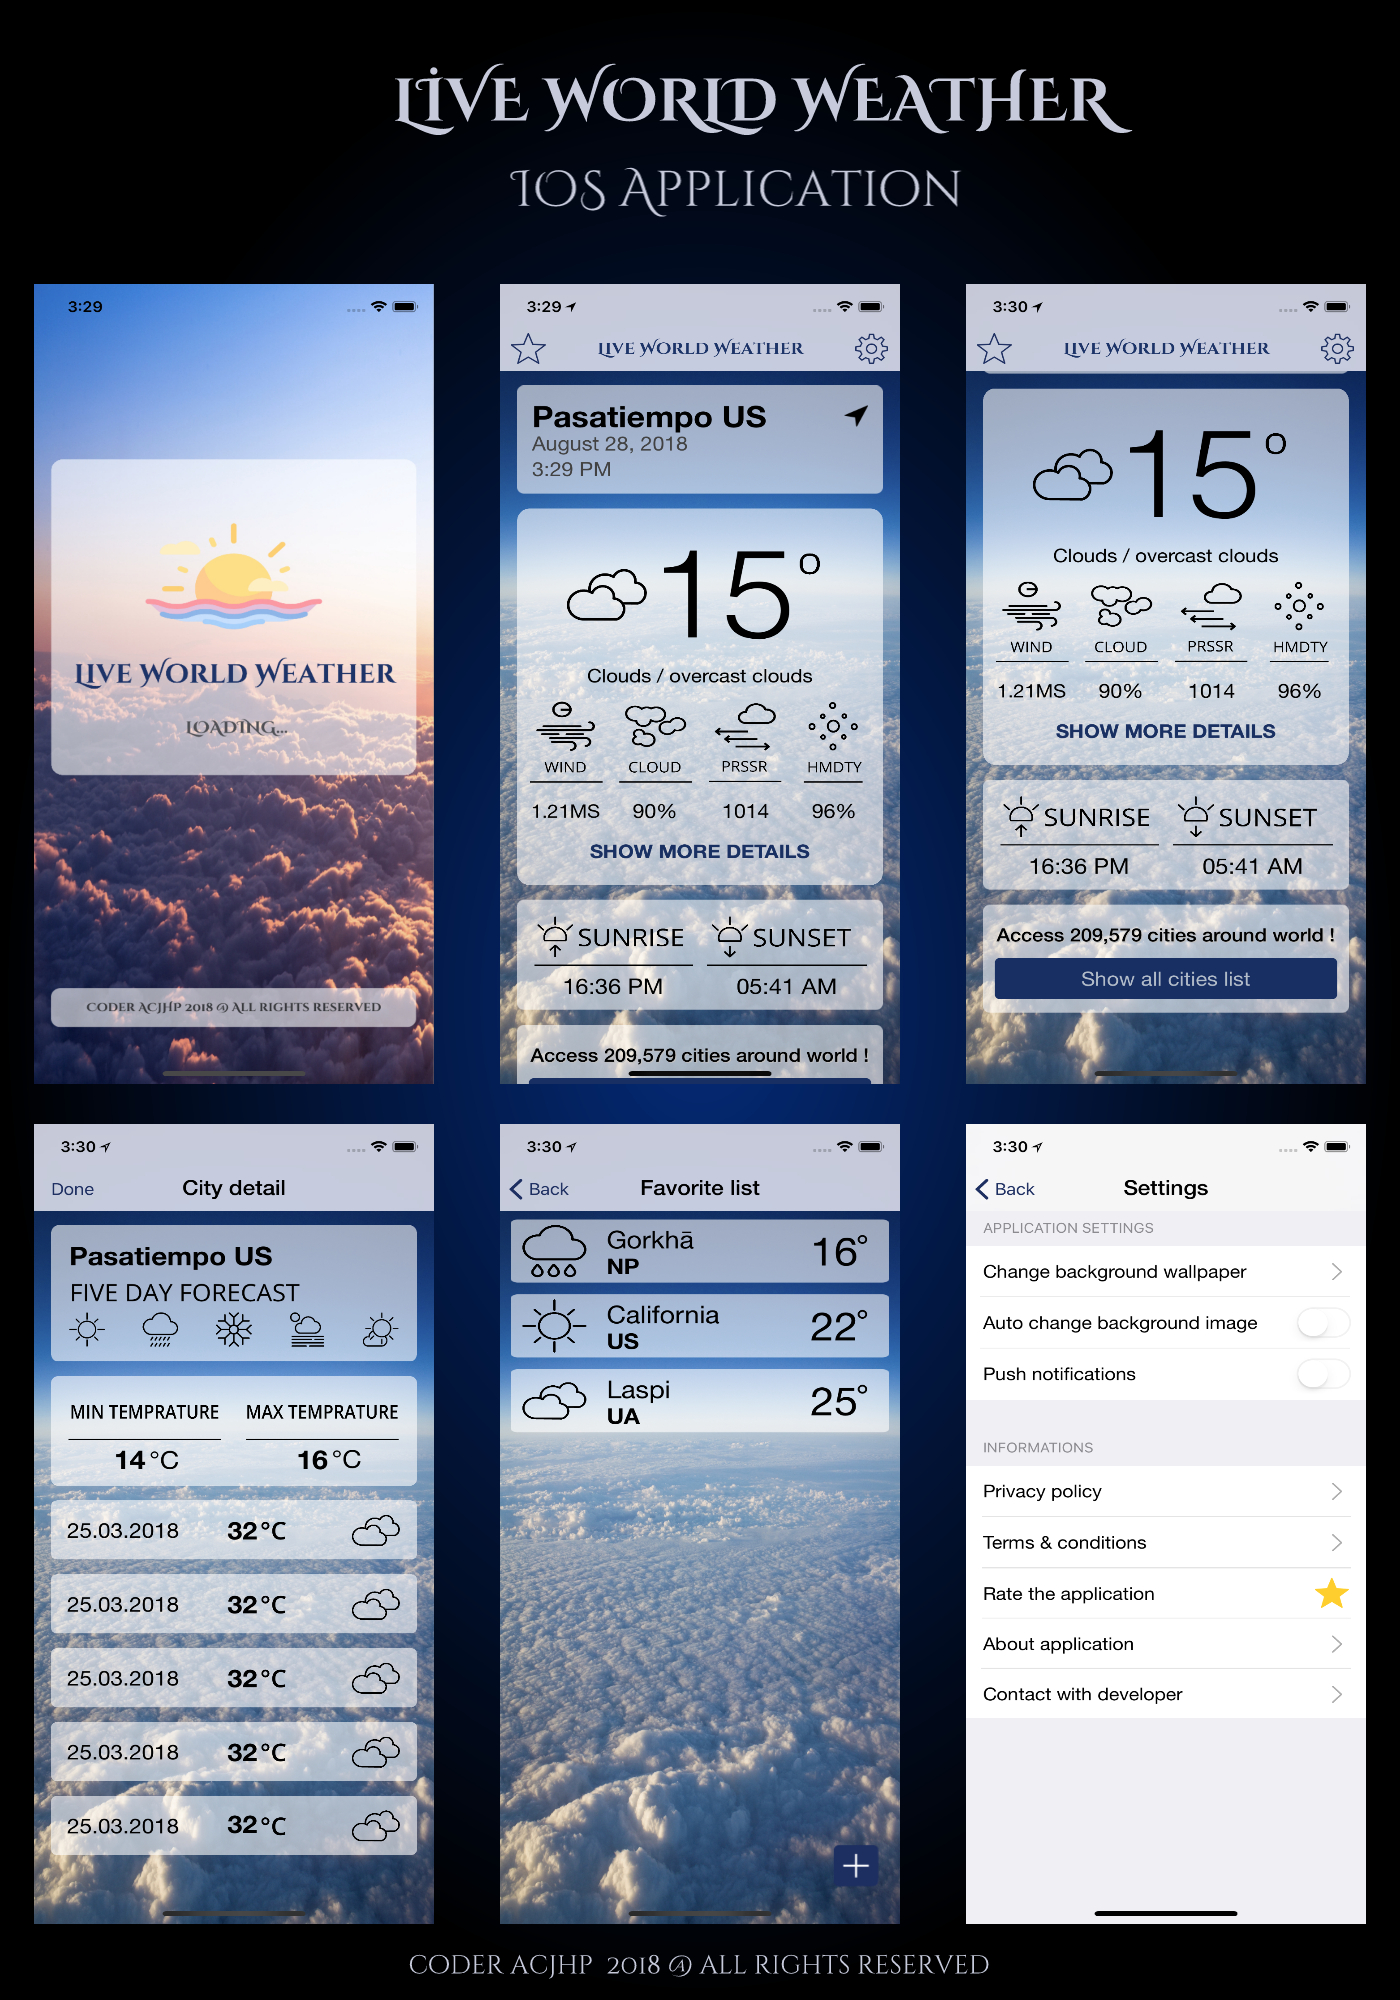 LIVE WORLD WEATHER
IOS APPLICATION
3:29
LIVE WORLD WEATHER
LOADING...
CODER ACJHP 2018 @ ALL RIGHTS RESERVED
3:29
LIVE WORLD WEATHER
Pasatiempo US
August 28, 2018
3:29 PM
15°
Clouds / overcast clouds
WIND CLOUD PRSSR HMDTY
1.21MS 90% 1014 96%
SHOW MORE DETAILS
SUNRISE SUNSET
16:36 PM 05:41 AM
Access 209,579 cities around world !
3:30
LIVE WORLD WEATHER
15°
Clouds / overcast clouds
WIND CLOUD PRSSR HMDTY
1.21MS 90% 1014 96%
SHOW MORE DETAILS
SUNRISE SUNSET
16:36 PM 05:41 AM
Access 209,579 cities around world !
Show all cities list
3:30
Done City detail
Pasatiempo US
FIVE DAY FORECAST
MIN TEMPRATURE MAX TEMPRATURE
14°C 16°C
25.03.2018 32°C
25.03.2018 32°C
25.03.2018 32°C
25.03.2018 32°C
25.03.2018 32°C
3:30
Back Favorite list
Gorkhā 16°
NP
California 22°
US
Laspi 25°
UA
3:30
Back Settings
APPLICATION SETTINGS
Change background wallpaper
Auto change background image
Push notifications
INFORMATIONS
Privacy policy
Terms & conditions
Rate the application
About application
Contact with developer
CODER ACJHP 2018 @ ALL RIGHTS RESERVED